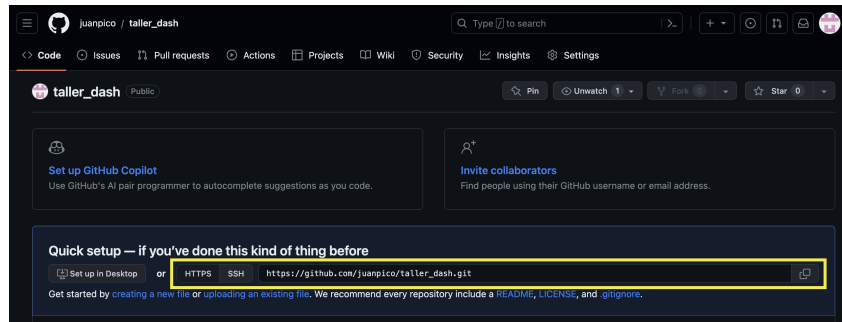 juanpico / taller_dash Type / to search
Code Issues Pull requests Actions Projects Wiki Security Insights Settings
taller_dash Public Pin Unwatch 1 Fork 0 Star 0
Set up GitHub Copilot
Use GitHub's AI pair programmer to autocomplete suggestions as you code.
Invite collaborators
Find people using their GitHub username or email address.
Quick setup — if you've done this kind of thing before
Set up in Desktop or HTTPS SSH https://github.com/juanpico/taller_dash.git
Get started by creating a new file or uploading an existing file. We recommend every repository include a README, LICENSE, and .gitignore.